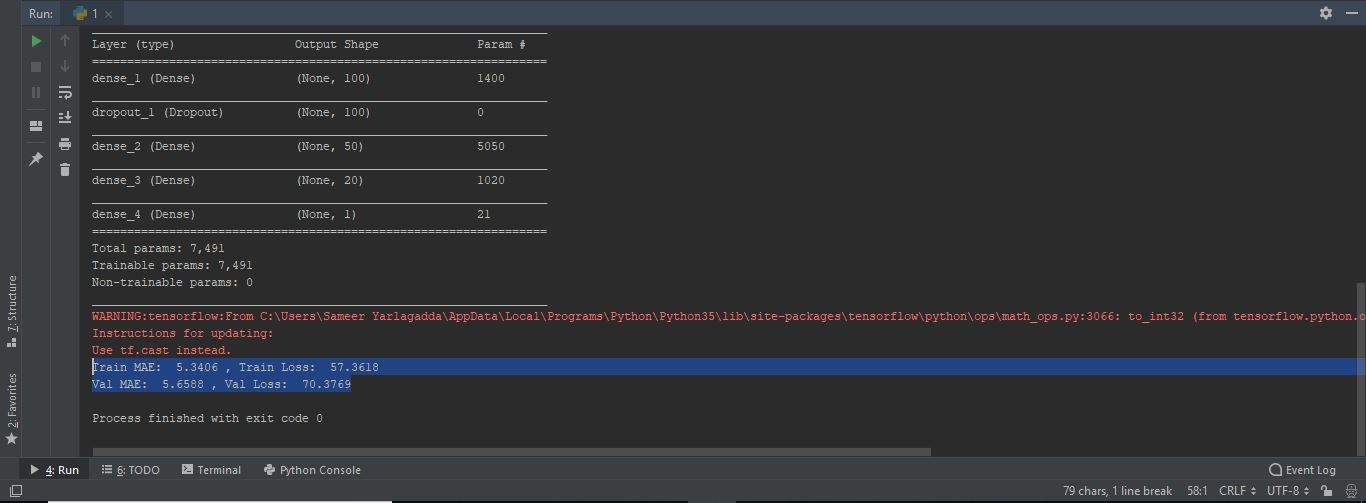 Run: 1
Layer (type) Output Shape Param #
=================================================================
dense_1 (Dense) (None, 100) 1400
dropout_1 (Dropout) (None, 100) 0
dense_2 (Dense) (None, 50) 5050
dense_3 (Dense) (None, 20) 1020
dense_4 (Dense) (None, 1) 21
=================================================================
Total params: 7,491
Trainable params: 7,491
Non-trainable params: 0
WARNING:tensorflow:From C:\Users\Sameer Yarlagadda\AppData\Local\Programs\Python\Python35\lib\site-packages\tensorflow\python\ops\math_ops.py:3066: to_int32 (from tensorflow.python.o
Instructions for updating:
Use tf.cast instead.
Train MAE: 5.3406 , Train Loss: 57.3618
Val MAE: 5.6588 , Val Loss: 70.3769
Process finished with exit code 0
7: Structure
2: Favorites
4: Run 6: TODO Terminal Python Console Event Log
79 chars, 1 line break 58:1 CRLF UTF-8